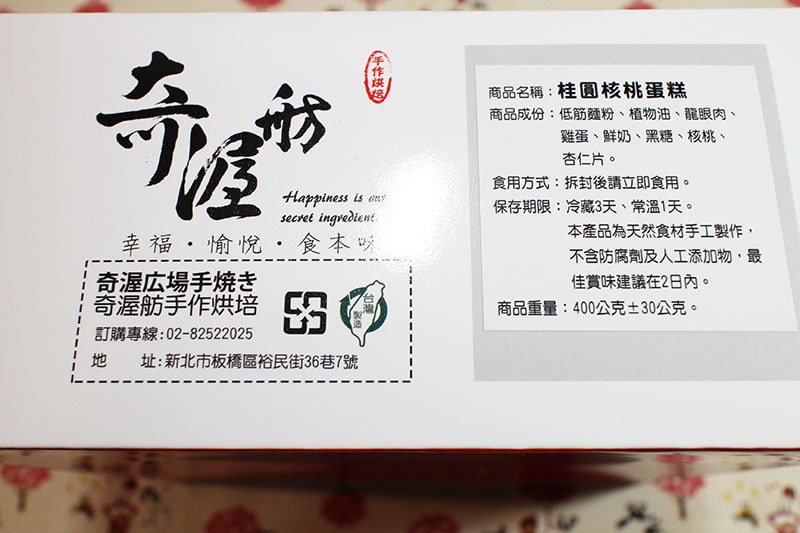 奇渥舫
手作烘培
Happiness is our
secret ingredient.
幸福・愉悅・食本味
奇渥広場手焼き
奇渥舫手作烘培
訂購專線:02-82522025
地　　址:新北市板橋區裕民街36巷7號
台灣
製造
商品名稱：桂圓核桃蛋糕
商品成份：低筋麵粉、植物油、龍眼肉、
雞蛋、鮮奶、黑糖、核桃、
杏仁片。
食用方式：拆封後請立即食用。
保存期限：冷藏3天、常溫1天。
本產品為天然食材手工製作，
不含防腐劑及人工添加物，最
佳賞味建議在2日內。
商品重量：400公克±30公克。